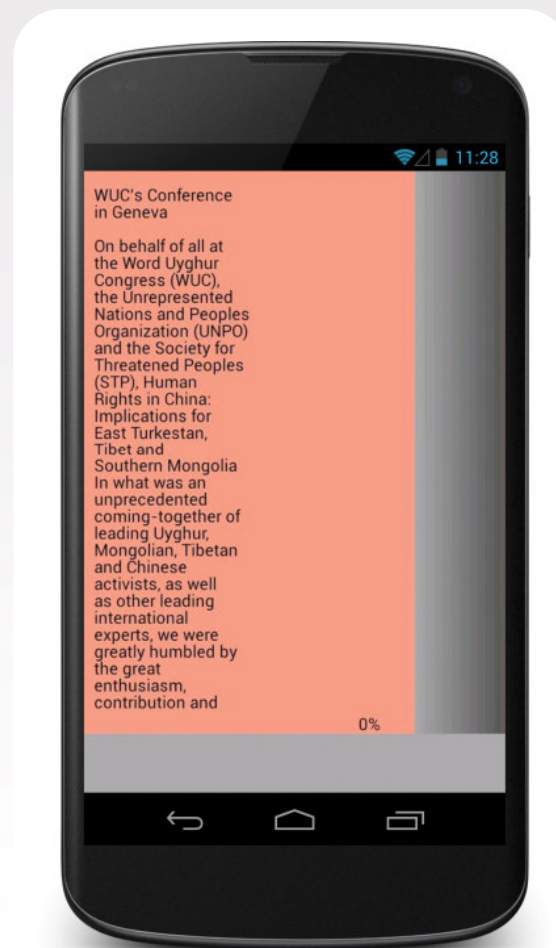 11:28
WUC's Conference
in Geneva
On behalf of all at
the Word Uyghur
Congress (WUC),
the Unrepresented
Nations and Peoples
Organization (UNPO)
and the Society for
Threatened Peoples
(STP), Human
Rights in China:
Implications for
East Turkestan,
Tibet and
Southern Mongolia
In what was an
unprecedented
coming-together of
leading Uyghur,
Mongolian, Tibetan
and Chinese
activists, as well
as other leading
international
experts, we were
greatly humbled by
the great
enthusiasm,
contribution and
0%